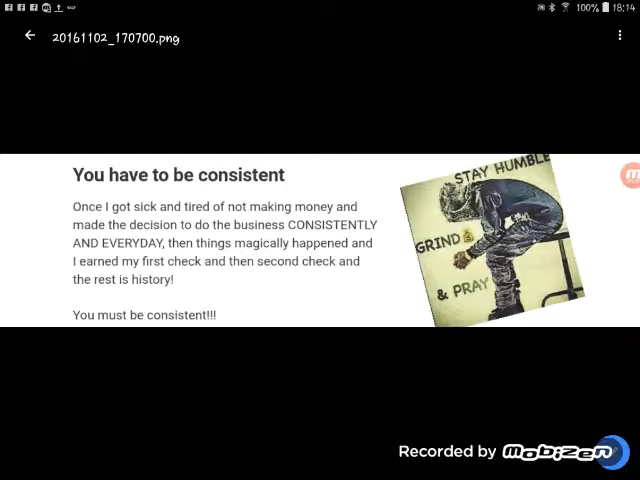 100% 18:14
20161102_170700.png
You have to be consistent
Once I got sick and tired of not making money and
made the decision to do the business CONSISTENTLY
AND EVERYDAY, then things magically happened and
I earned my first check and then second check and
the rest is history!
You must be consistent!!!
STAY HUMBLE
GRIND
& PRAY
Recorded by Mobizen